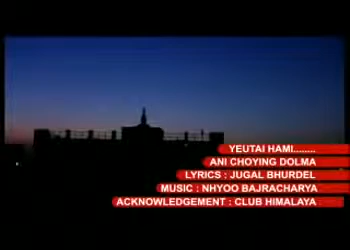 YEUTAI HAMI........
ANI CHOYING DOLMA
LYRICS : JUGAL BHURDEL
MUSIC : NHYOO BAJRACHARYA
ACKNOWLEDGEMENT : CLUB HIMALAYA